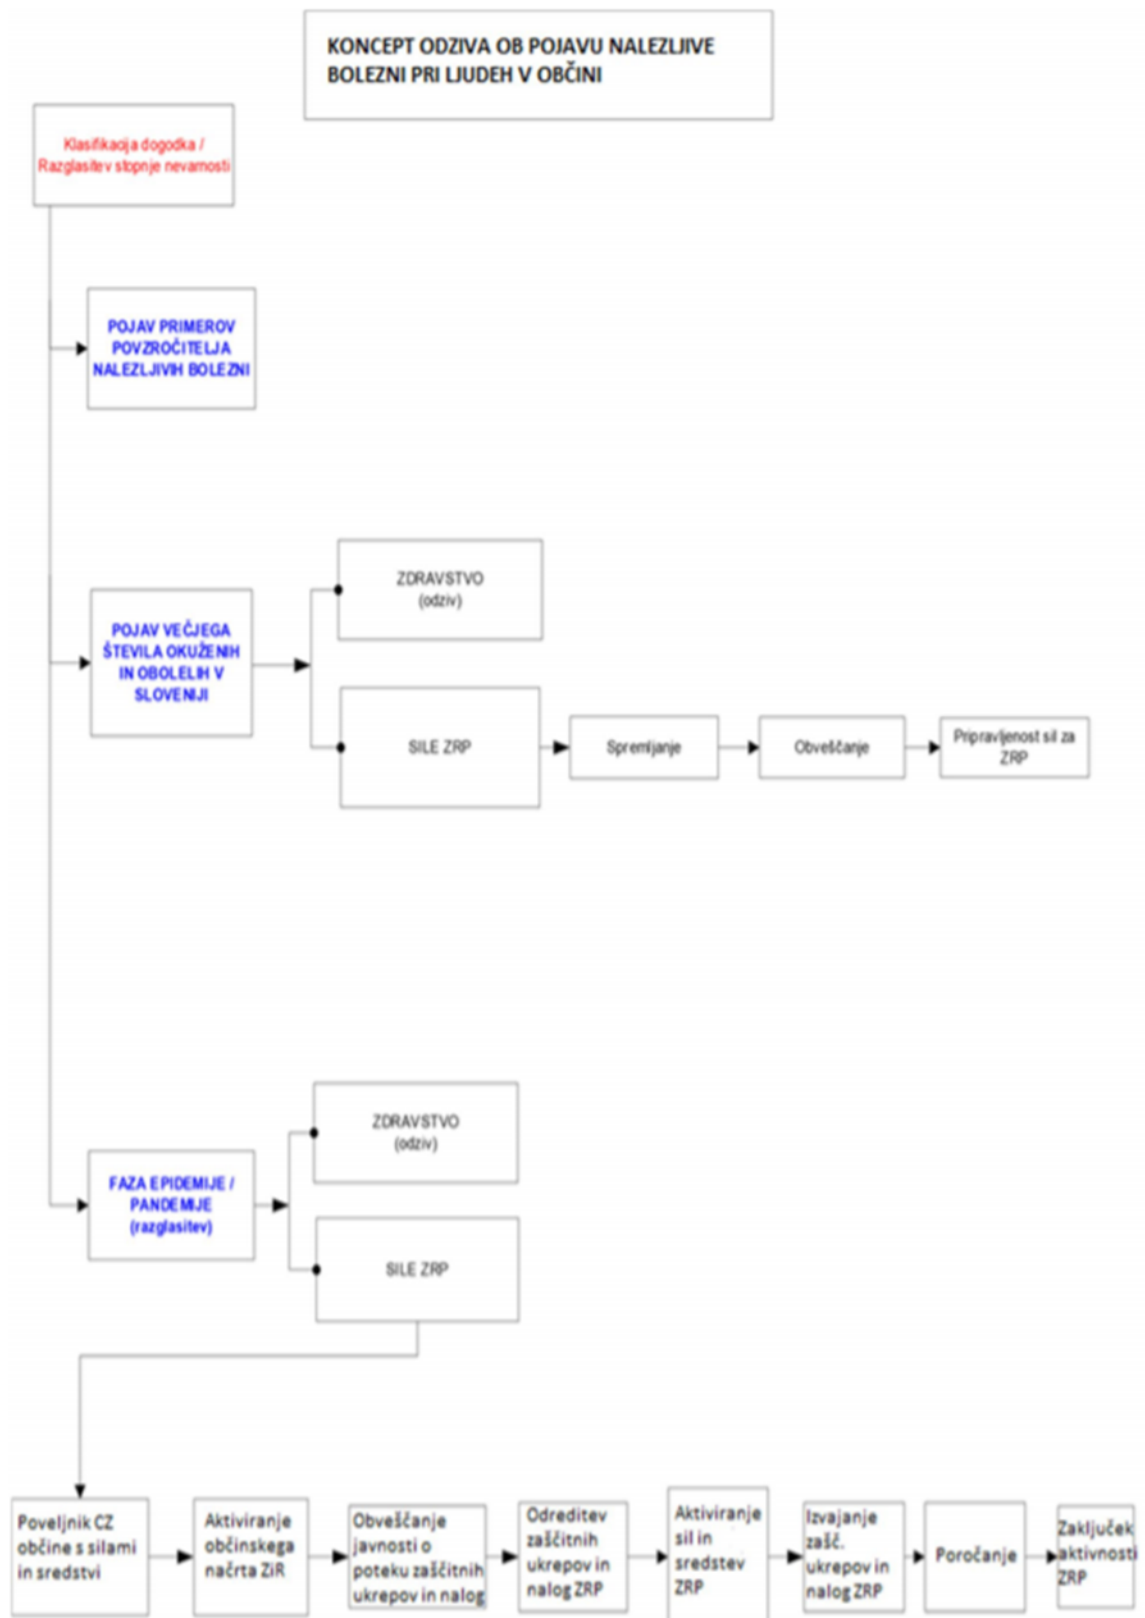 KONCEPT ODZIVA OB POJAVU NALEZLJIVE
BOLEZNI PRI LJUDEH V OBČINI
Klasifikacija dogodka /
Razglasitev stopnje nevarnosti
POJAV PRIMEROV
POVZROČITELJA
NALEZLJIVIH BOLEZNI
POJAV VEČJEGA
ŠTEVILA OKUŽENIH
IN OBOLELIH V
SLOVENIJI
ZDRAVSTVO
(odziv)
SILE ZRP
Spremljanje
Obveščanje
Pripravljenost sil za
ZRP
FAZA EPIDEMIJE /
PANDEMIJE
(razglasitev)
ZDRAVSTVO
(odziv)
SILE ZRP
Poveljnik CZ
občine s silami
in sredstvi
Aktiviranje
občinskega
načrta ZiR
Obveščanje
javnosti o
poteku zaščitnih
ukrepov in nalog
Odreditev
zaščitnih
ukrepov in
nalog ZRP
Aktiviranje
sil in
sredstev
ZRP
Izvajanje
zašč.
ukrepov in
nalog ZRP
Poročanje
Zaključek
aktivnosti
ZRP